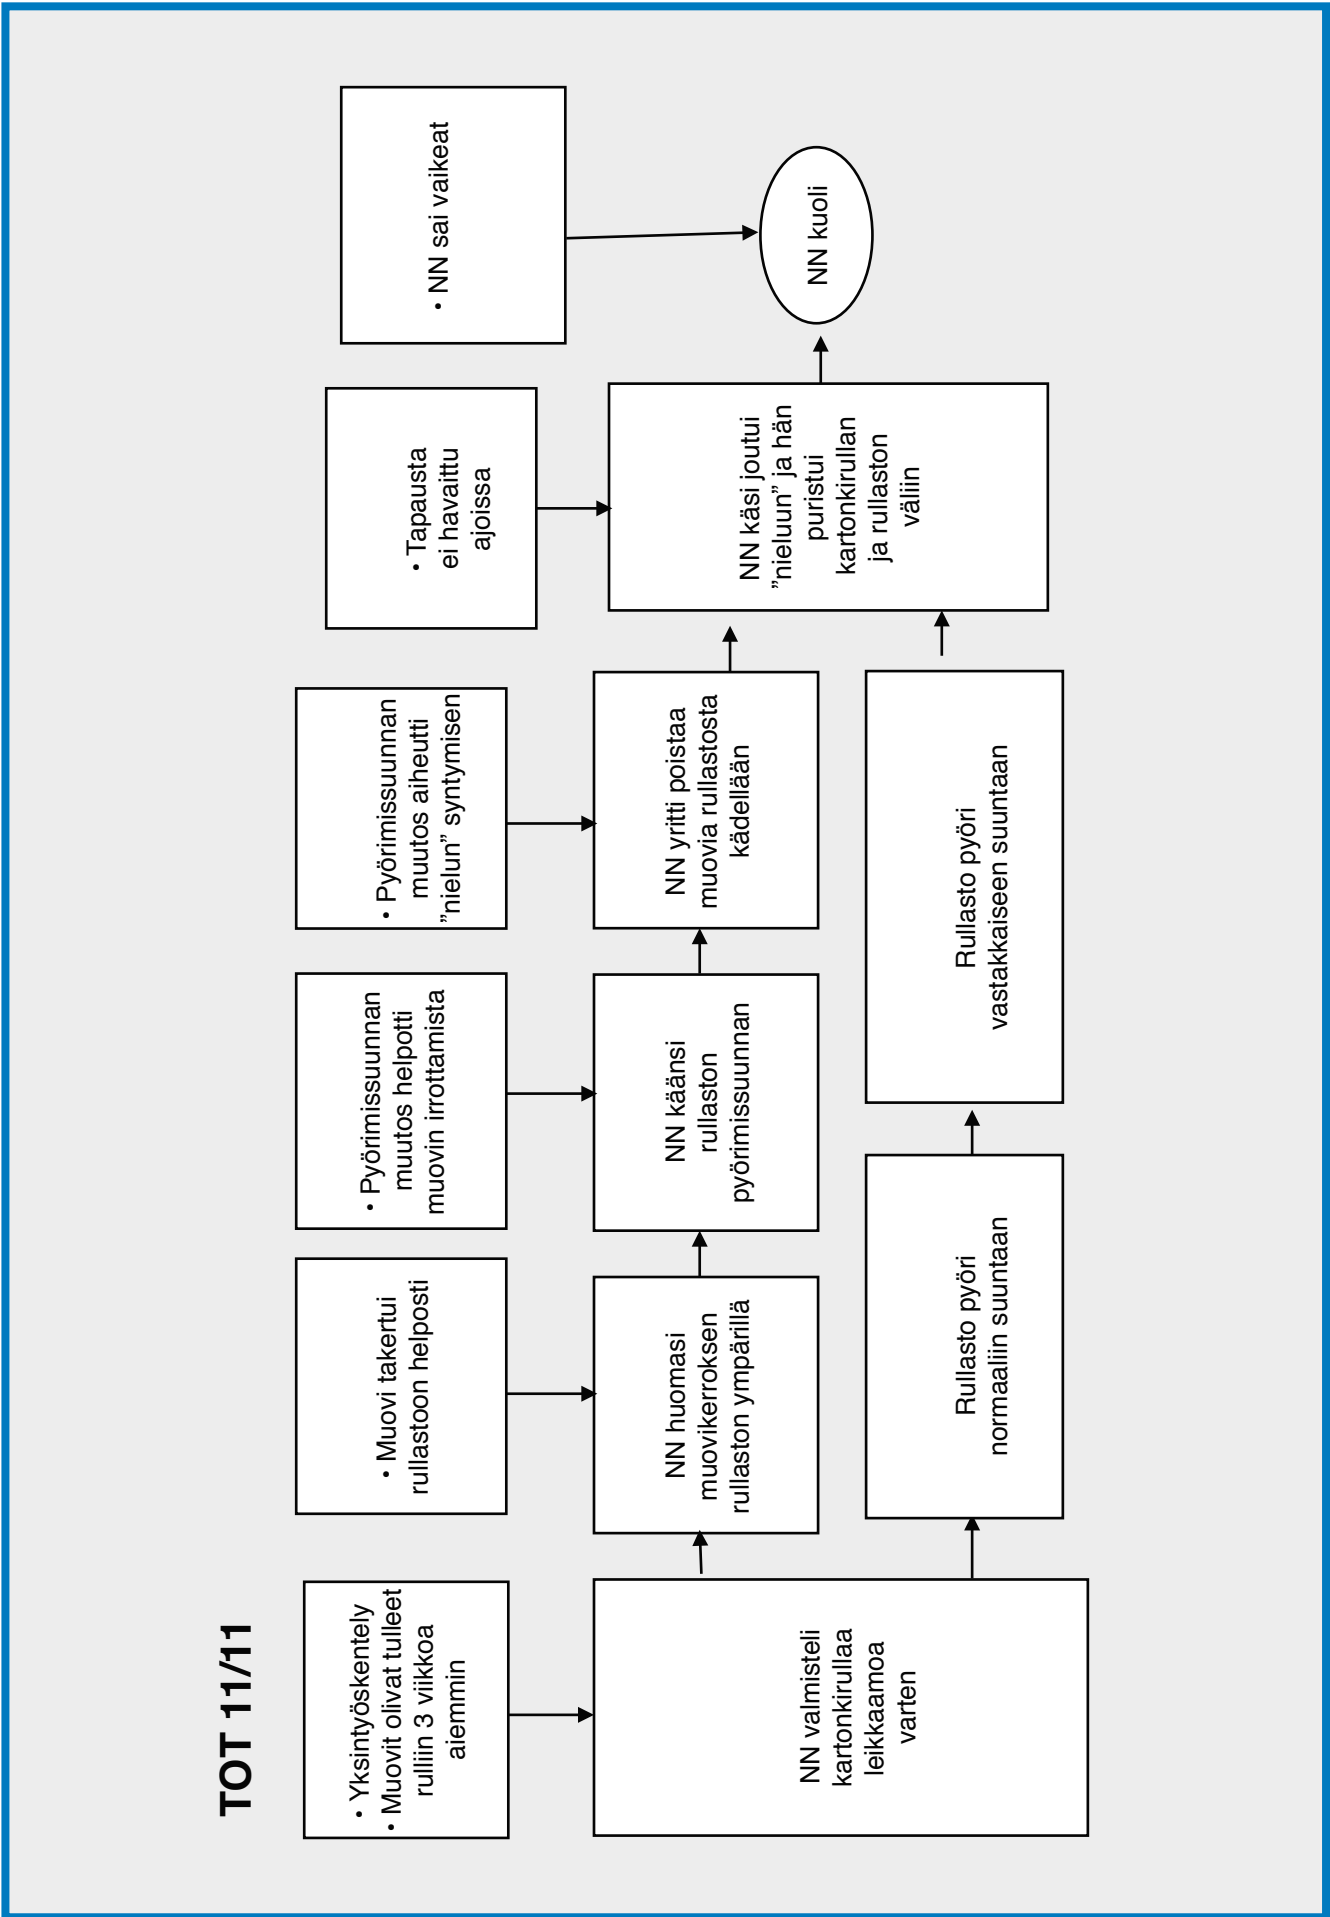 TOT 11/11
• Yksintyöskentely
• Muovit olivat tulleet
rulliin 3 viikkoa
aiemmin
• Muovi takertui
rullastoon helposti
• Pyörimissuunnan
muutos helpotti
muovin irrottamista
• Pyörimissuunnan
muutos aiheutti
”nielun” syntymisen
• Tapausta
ei havaittu
ajoissa
• NN sai vaikeat
NN valmisteli
kartonkirullaa
leikkaamoa
varten
NN huomasi
muovikerroksen
rullaston ympärillä
NN käänsi
rullaston
pyörimissuunnan
NN yritti poistaa
muovia rullastosta
kädellään
NN käsi joutui
”nieluun” ja hän
puristui
kartonkirullan
ja rullaston
väliin
NN kuoli
Rullasto pyöri
normaaliin suuntaan
Rullasto pyöri
vastakkaiseen suuntaan